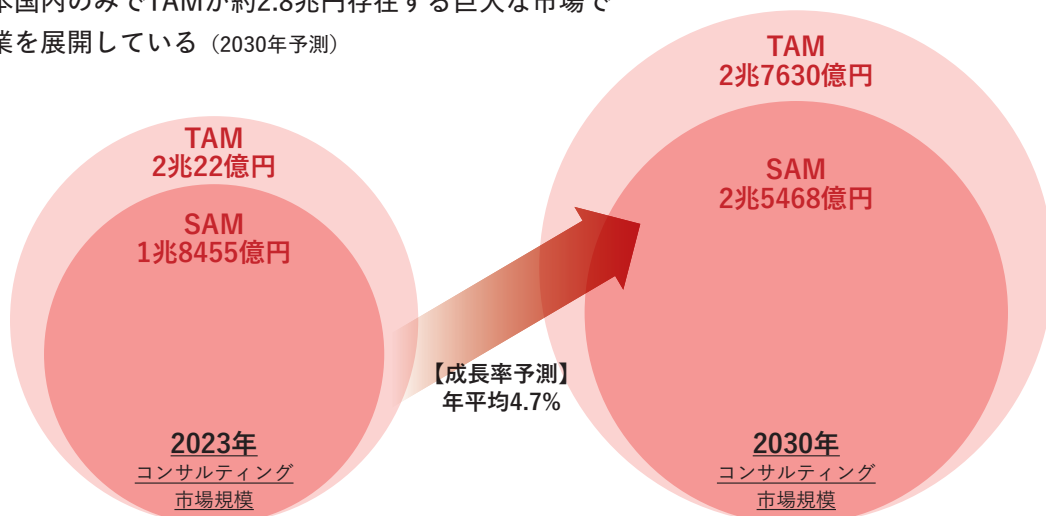 本国内のみでTAMが約2.8兆円存在する巨大な市場で
業を展開している（2030年予測）
TAM
2兆22億円
SAM
1兆8455億円
2023年
コンサルティング
市場規模
【成長率予測】
年平均4.7%
TAM
2兆7630億円
SAM
2兆5468億円
2030年
コンサルティング
市場規模